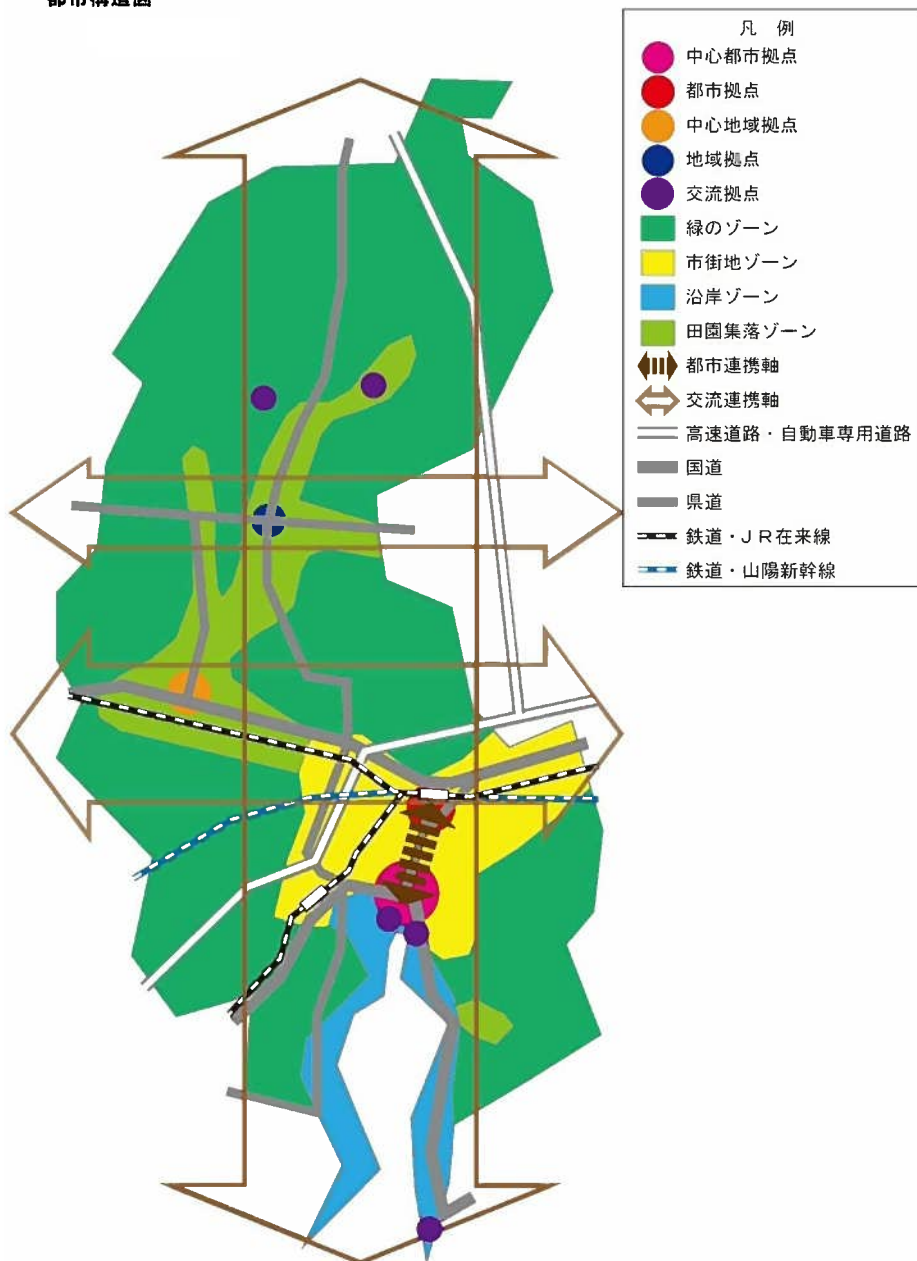 都市構造図
凡 例
中心都市拠点
都市拠点
中心地域拠点
地域拠点
交流拠点
緑のゾーン
市街地ゾーン
沿岸ゾーン
田園集落ゾーン
都市連携軸
交流連携軸
高速道路・自動車専用道路
国道
県道
鉄道・JR在来線
鉄道・山陽新幹線